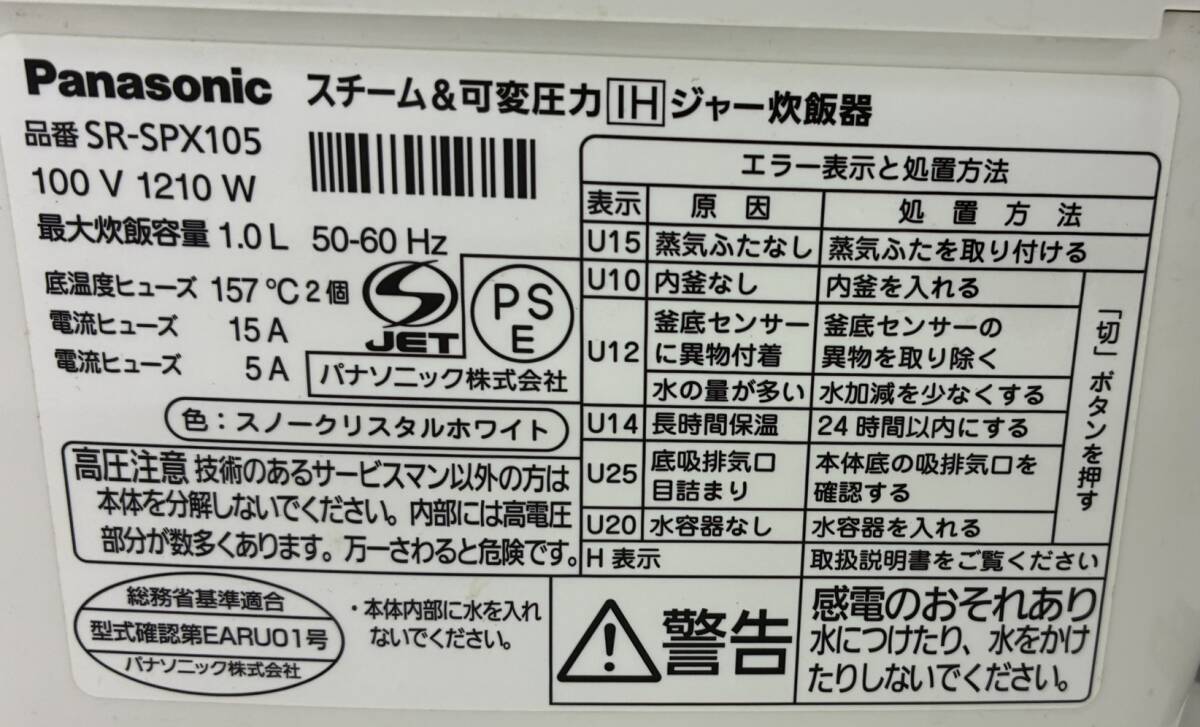 Panasonic スチーム&可変圧力IHジャー炊飯器
品番 SR-SPX105
100 V 1210 W
最大炊飯容量 1.0 L 50-60 Hz
底温度ヒューズ 157 ℃ 2個
電流ヒューズ 15 A
電流ヒューズ 5 A
JET
PS
E
パナソニック株式会社
色：スノークリスタルホワイト
高圧注意 技術のあるサービスマン以外の方は
本体を分解しないでください。内部には高電圧
部分が数多くあります。万一さわると危険です。
総務省基準適合
型式確認第EARU01号
パナソニック株式会社
・本体内部に水を入れ
ないでください。
エラー表示と処置方法
表示 原因 処置方法
U15 蒸気ふたなし 蒸気ふたを取り付ける
U10 内釜なし 内釜を入れる
U12 釜底センサー 釜底センサーの
に異物付着 異物を取り除く
水の量が多い 水加減を少なくする
U14 長時間保温 24時間以内にする
U25 底吸排気口 本体底の吸排気口を
目詰まり 確認する
U20 水容器なし 水容器を入れる
「切」ボタンを押す
H 表示 取扱説明書をご覧ください
警告
感電のおそれあり
水につけたり、水をかけ
たりしないでください。